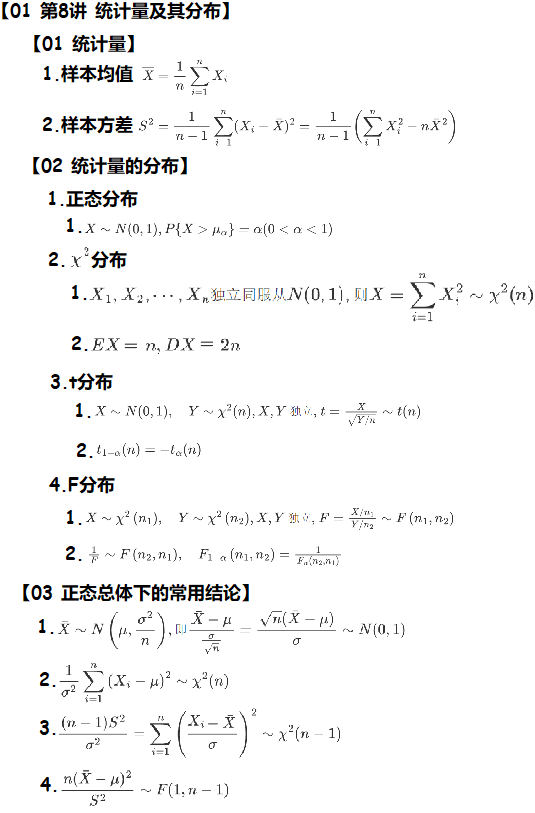 【01 第8讲 统计量及其分布】
【01 统计量】
1.样本均值 $\overline{X} = \frac{1}{n}\sum_{i=1}^{n} X_i$
2.样本方差 $S^2 = \frac{1}{n-1}\sum_{i=1}^{n}(X_i - \bar{X})^2 = \frac{1}{n-1}\left(\sum_{i=1}^{n} X_i^2 - n\bar{X}^2\right)$
【02 统计量的分布】
1.正态分布
1. $X \sim N(0,1), P\{X > \mu_\alpha\} = \alpha(0 < \alpha < 1)$
2. $\chi^2$分布
1. $X_1, X_2, \cdots, X_n$独立同服从$N(0,1)$, 则$X = \sum_{i=1}^{n} X_i^2 \sim \chi^2(n)$
2. $EX = n, DX = 2n$
3.t分布
1. $X \sim N(0,1), \quad Y \sim \chi^2(n), X, Y$ 独立, $t = \frac{X}{\sqrt{Y/n}} \sim t(n)$
2. $t_{1-\alpha}(n) = -t_\alpha(n)$
4.F分布
1. $X \sim \chi^2(n_1), \quad Y \sim \chi^2(n_2), X, Y$ 独立, $F = \frac{X/n_1}{Y/n_2} \sim F(n_1, n_2)$
2. $\frac{1}{F} \sim F(n_2, n_1), \quad F_{1-\alpha}(n_1, n_2) = \frac{1}{F_\alpha(n_2, n_1)}$
【03 正态总体下的常用结论】
1. $\bar{X} \sim N\left(\mu, \frac{\sigma^2}{n}\right)$, 则$\frac{\bar{X} - \mu}{\frac{\sigma}{\sqrt{n}}} = \frac{\sqrt{n}(\bar{X} - \mu)}{\sigma} \sim N(0,1)$
2. $\frac{1}{\sigma^2}\sum_{i=1}^{n}(X_i - \mu)^2 \sim \chi^2(n)$
3. $\frac{(n-1)S^2}{\sigma^2} = \sum_{i=1}^{n}\left(\frac{X_i - \bar{X}}{\sigma}\right)^2 \sim \chi^2(n-1)$
4. $\frac{n(\bar{X} - \mu)^2}{S^2} \sim F(1, n-1)$